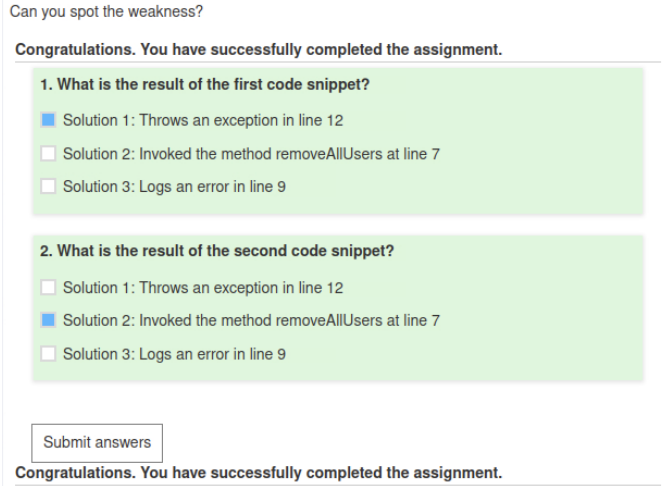 Can you spot the weakness?
Congratulations. You have successfully completed the assignment.
1. What is the result of the first code snippet?
Solution 1: Throws an exception in line 12
Solution 2: Invoked the method removeAllUsers at line 7
Solution 3: Logs an error in line 9
2. What is the result of the second code snippet?
Solution 1: Throws an exception in line 12
Solution 2: Invoked the method removeAllUsers at line 7
Solution 3: Logs an error in line 9
Submit answers
Congratulations. You have successfully completed the assignment.